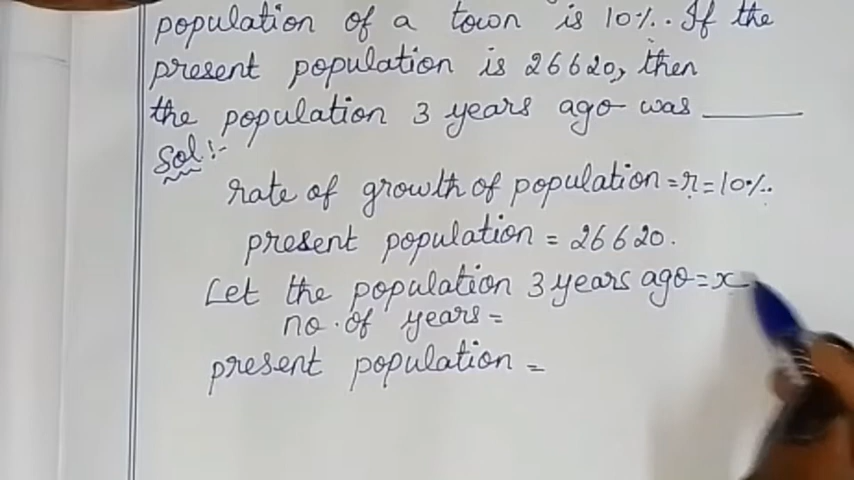 population of a town is 10%. If the
present population is 26620, then
the population 3 years ago was ______
Sol:-
rate of growth of population = r = 10%.
present population = 26620.
Let the population 3 years ago = x
no. of years =
present population =